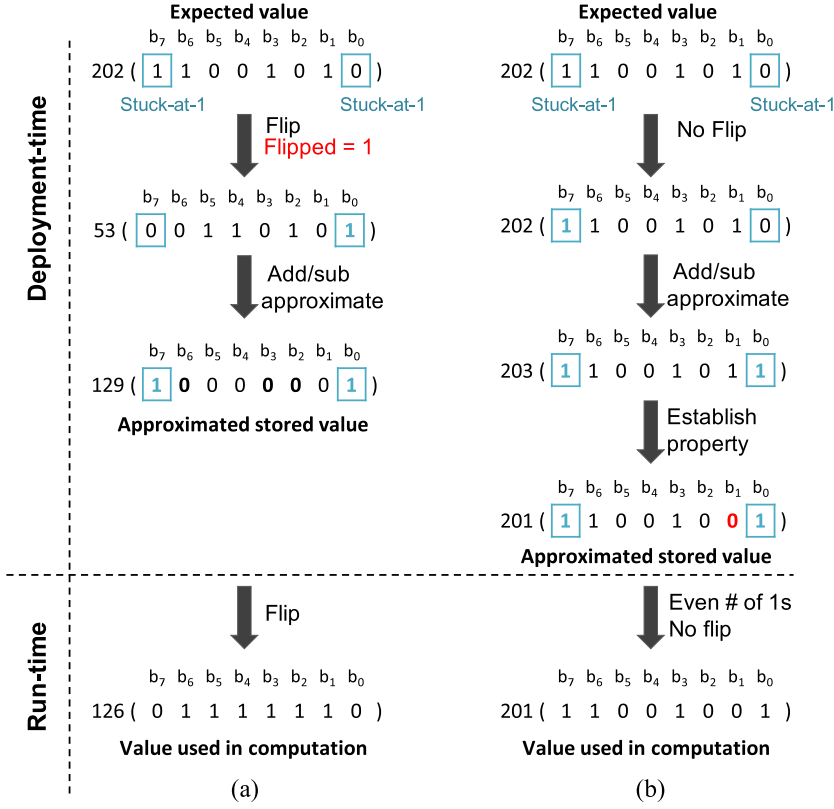 Deployment-time
Run-time
Expected value
b7 b6 b5 b4 b3 b2 b1 b0
202 ( 1 1 0 0 1 0 1 0 )
Stuck-at-1 Stuck-at-1
Flip
Flipped = 1
b7 b6 b5 b4 b3 b2 b1 b0
53 ( 0 0 1 1 0 1 0 1 )
Add/sub
approximate
b7 b6 b5 b4 b3 b2 b1 b0
129 ( 1 0 0 0 0 0 0 1 )
Approximated stored value
Flip
b7 b6 b5 b4 b3 b2 b1 b0
126 ( 0 1 1 1 1 1 1 0 )
Value used in computation
(a)
Expected value
b7 b6 b5 b4 b3 b2 b1 b0
202 ( 1 1 0 0 1 0 1 0 )
Stuck-at-1 Stuck-at-1
No Flip
b7 b6 b5 b4 b3 b2 b1 b0
202 ( 1 1 0 0 1 0 1 0 )
Add/sub
approximate
b7 b6 b5 b4 b3 b2 b1 b0
203 ( 1 1 0 0 1 0 1 1 )
Establish
property
b7 b6 b5 b4 b3 b2 b1 b0
201 ( 1 1 0 0 1 0 0 1 )
Approximated stored value
Even # of 1s
No flip
b7 b6 b5 b4 b3 b2 b1 b0
201 ( 1 1 0 0 1 0 0 1 )
Value used in computation
(b)